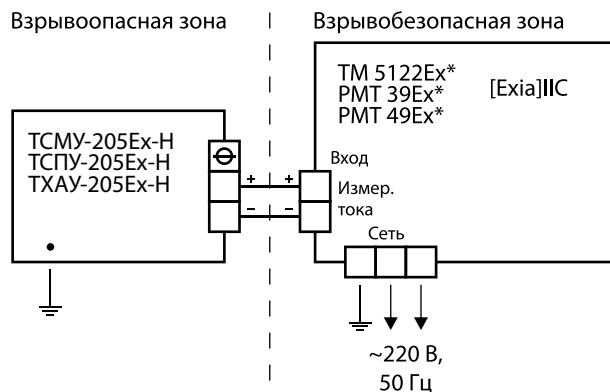 Взрывоопасная зона
Взрывобезопасная зона
ТСМУ-205Ex-Н
ТСПУ-205Ex-Н
ТХАУ-205Ex-Н
+ +
– –
ТМ 5122Ex*
РМТ 39Ex*
РМТ 49Ex*
[Exia]IIC
Вход
Измер.
тока
Сеть
~220 В,
50 Гц